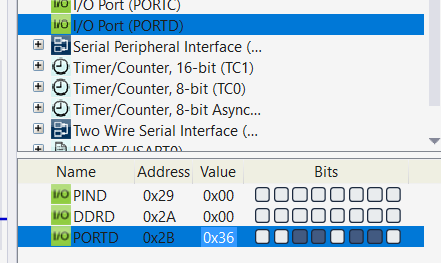 I/O I/O Port (PORTC)
I/O I/O Port (PORTD)
Serial Peripheral Interface (...
Timer/Counter, 16-bit (TC1)
Timer/Counter, 8-bit (TC0)
Timer/Counter, 8-bit Async...
Two Wire Serial Interface (...
USART (USART0)
Name Address Value Bits
I/O PIND 0x29 0x00
I/O DDRD 0x2A 0x00
I/O PORTD 0x2B 0x36